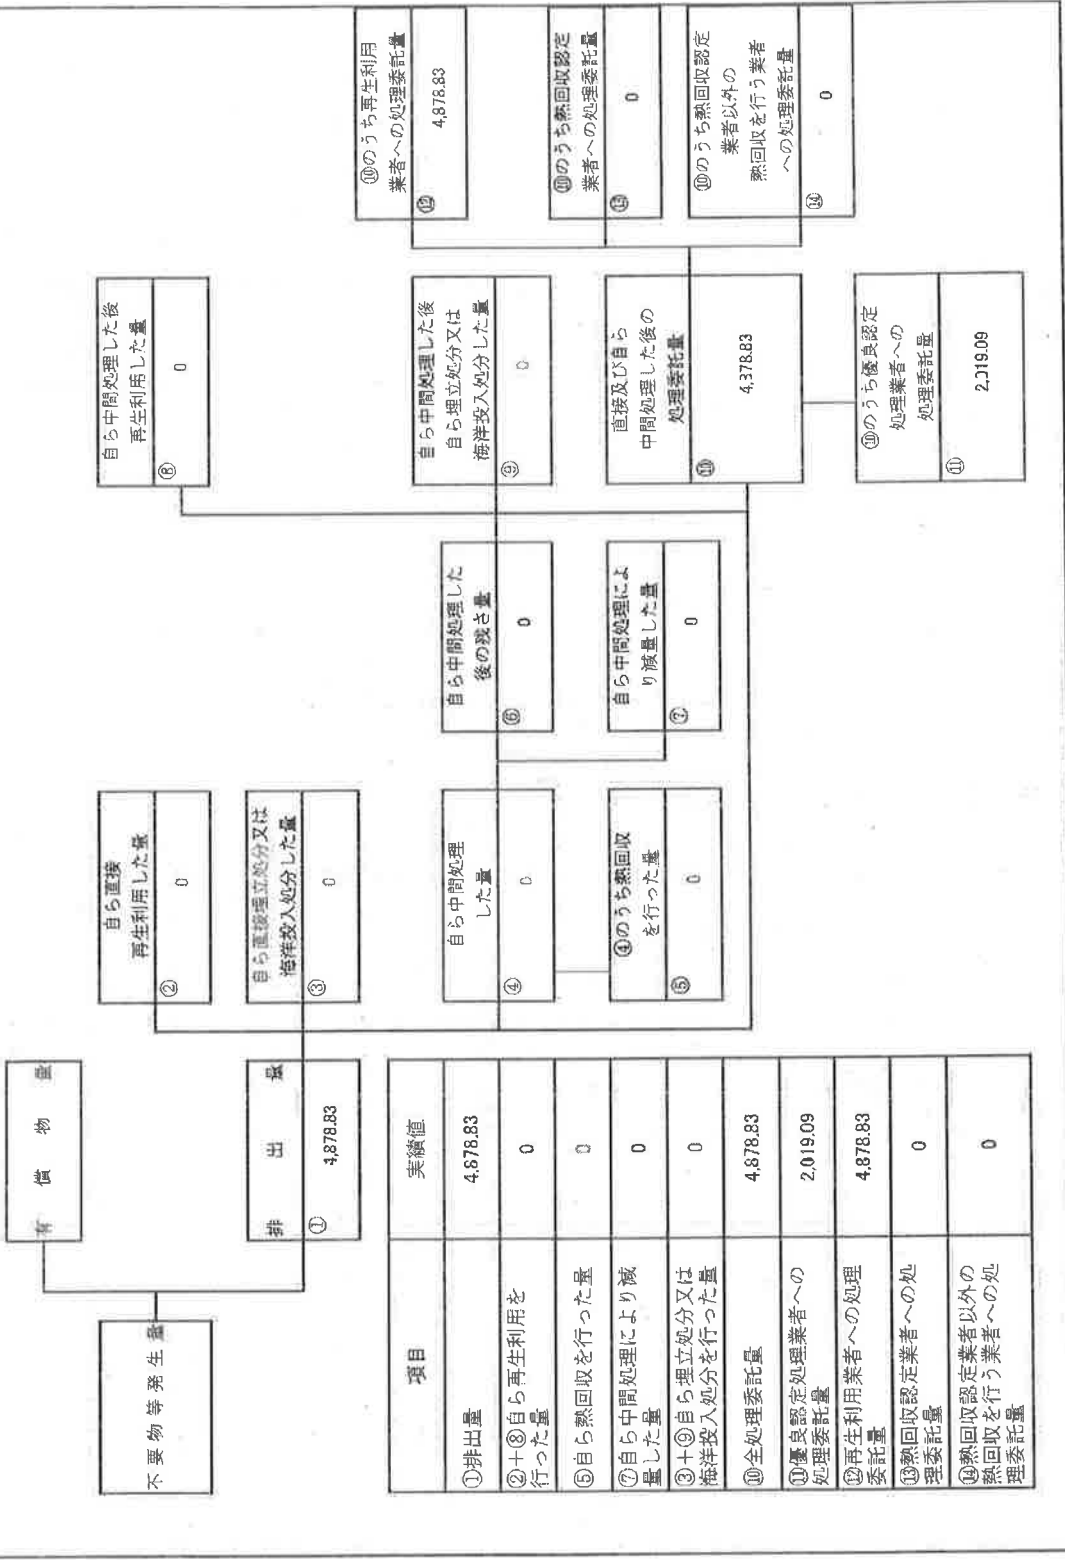 不要物等発生量
有償物量
排出量
① 4,878.83
自ら直接
再生利用した量
② 0
自ら直接埋立処分又は
海洋投入処分した量
③ 0
自ら中間処理
した量
④ 0
④のうち熱回収
を行った量
⑤ 0
自ら中間処理した
後の残さ量
⑥ 0
自ら中間処理によ
り減量した量
⑦ 0
自ら中間処理した後
再生利用した量
⑧ 0
自ら中間処理した後
自ら埋立処分又は
海洋投入処分した量
⑨ 0
直接及び自ら
中間処理した後の
処理委託量
⑩ 4,878.83
⑩のうち優良認定
処理業者への
処理委託量
⑪ 2,019.09
⑩のうち再生利用
業者への処理委託量
⑫ 4,878.83
⑩のうち熱回収認定
業者への処理委託量
⑬ 0
⑩のうち熱回収認定
業者以外の
熱回収を行う業者
への処理委託量
⑭ 0
項目 実績値
①排出量 4,878.83
②+⑧自ら再生利用を
行った量 0
⑤自ら熱回収を行った量 0
⑦自ら中間処理により減
量した量 0
③+⑨自ら埋立処分又は
海洋投入処分を行った量 0
⑩全処理委託量 4,878.83
⑪優良認定処理業者への
処理委託量 2,019.09
⑫再生利用業者への処理
委託量 4,878.83
⑬熱回収認定業者への処
理委託量 0
⑭熱回収認定業者以外の
熱回収を行う業者への処
理委託量 0